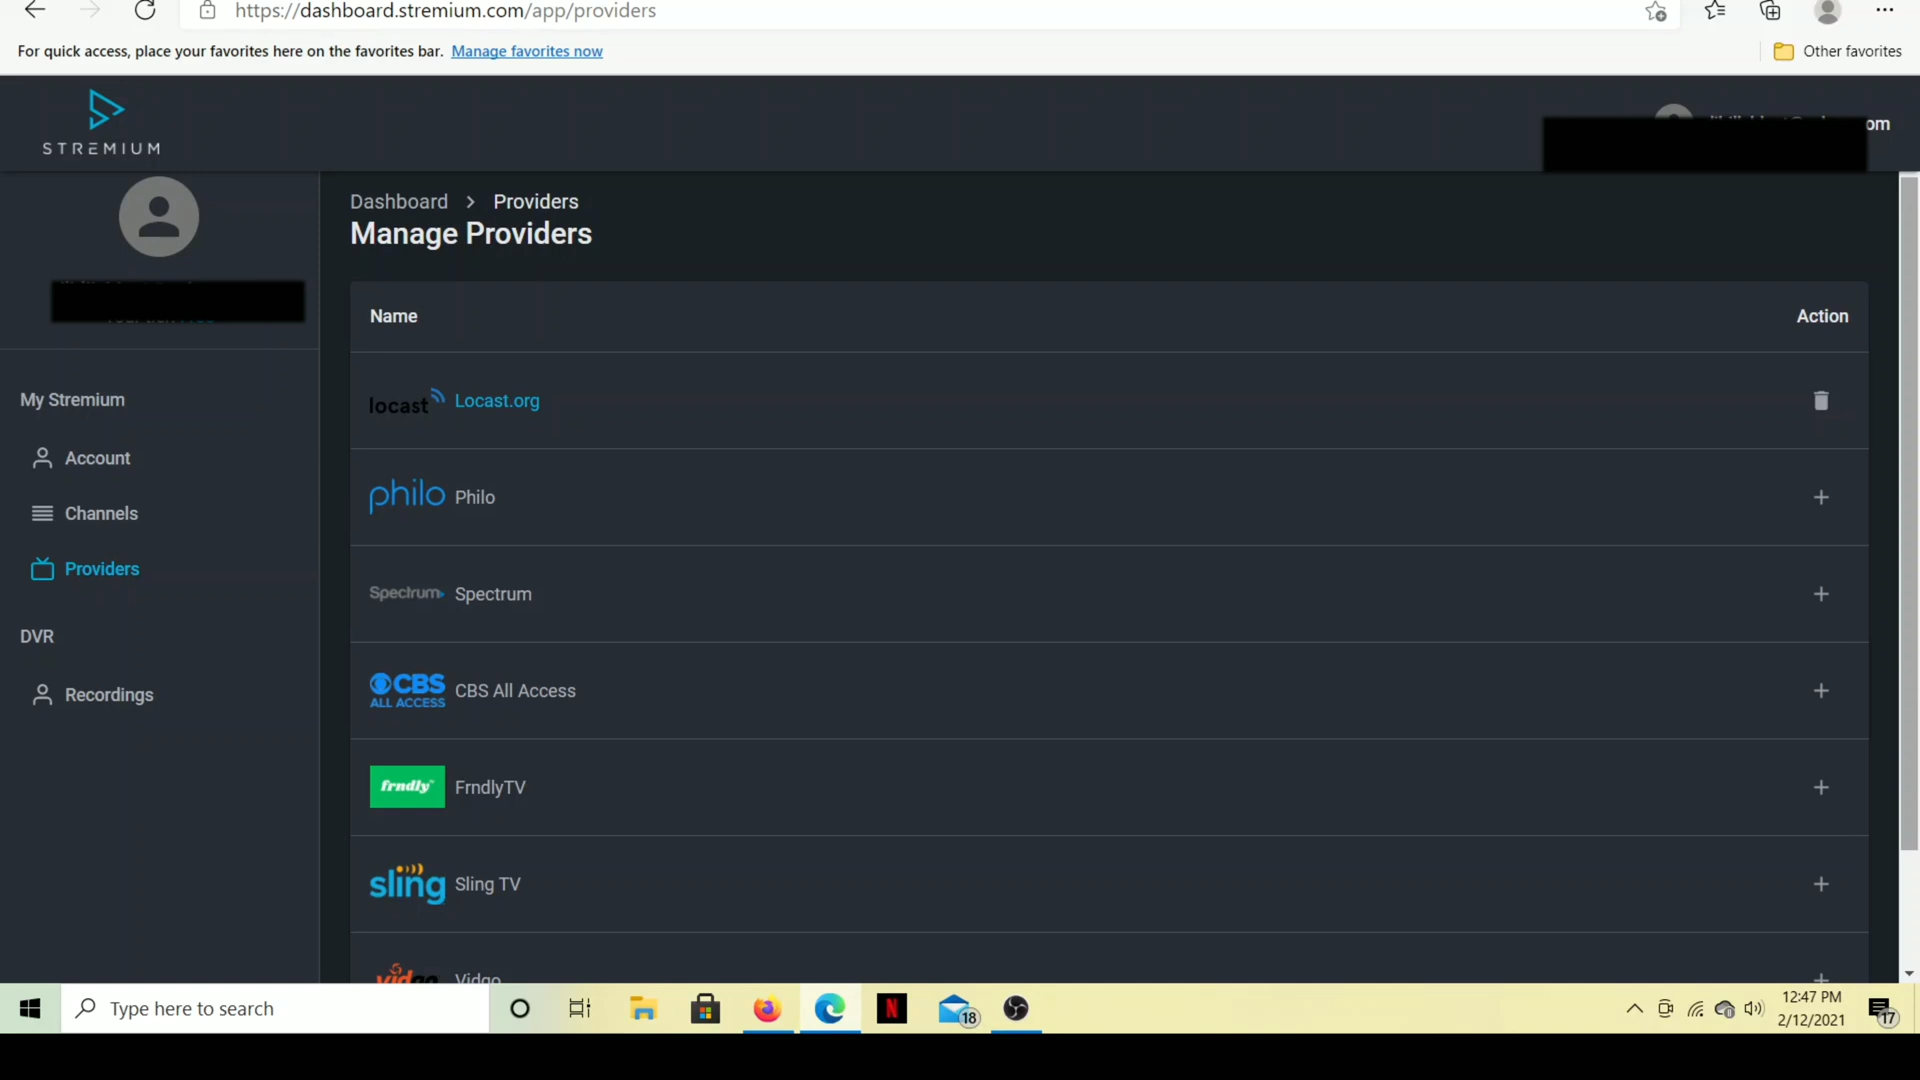 https://dashboard.stremium.com/app/providers
For quick access, place your favorites here on the favorites bar. Manage favorites now
Other favorites
STREMIUM
om
Dashboard > Providers
Manage Providers
Name
Action
My Stremium
Account
Channels
Providers
DVR
Recordings
locast Locast.org
philo Philo
Spectrum Spectrum
CBS ALL ACCESS CBS All Access
frndly FrndlyTV
sling Sling TV
vidgo Vidgo
Type here to search
18
12:47 PM
2/12/2021
17